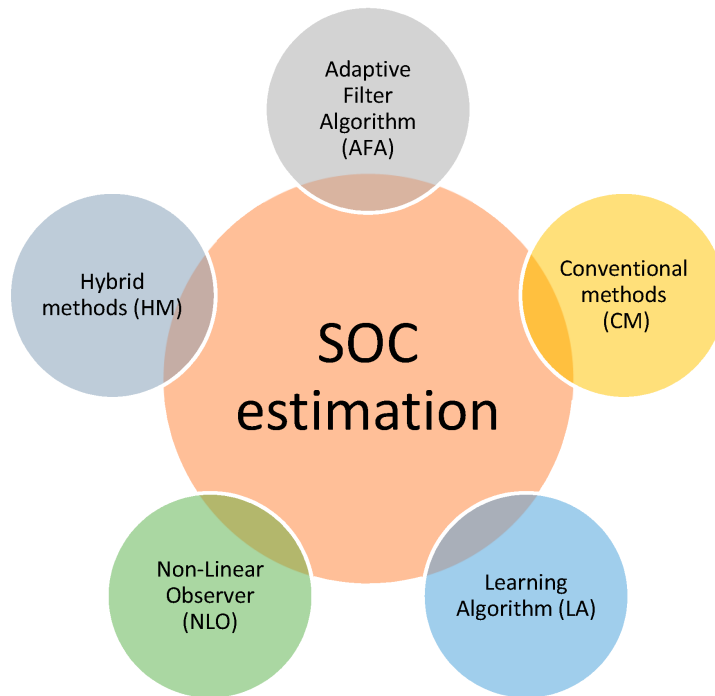 Adaptive
Filter
Algorithm
(AFA)
Hybrid
methods (HM)
Conventional
methods
(CM)
SOC
estimation
Non-Linear
Observer
(NLO)
Learning
Algorithm (LA)